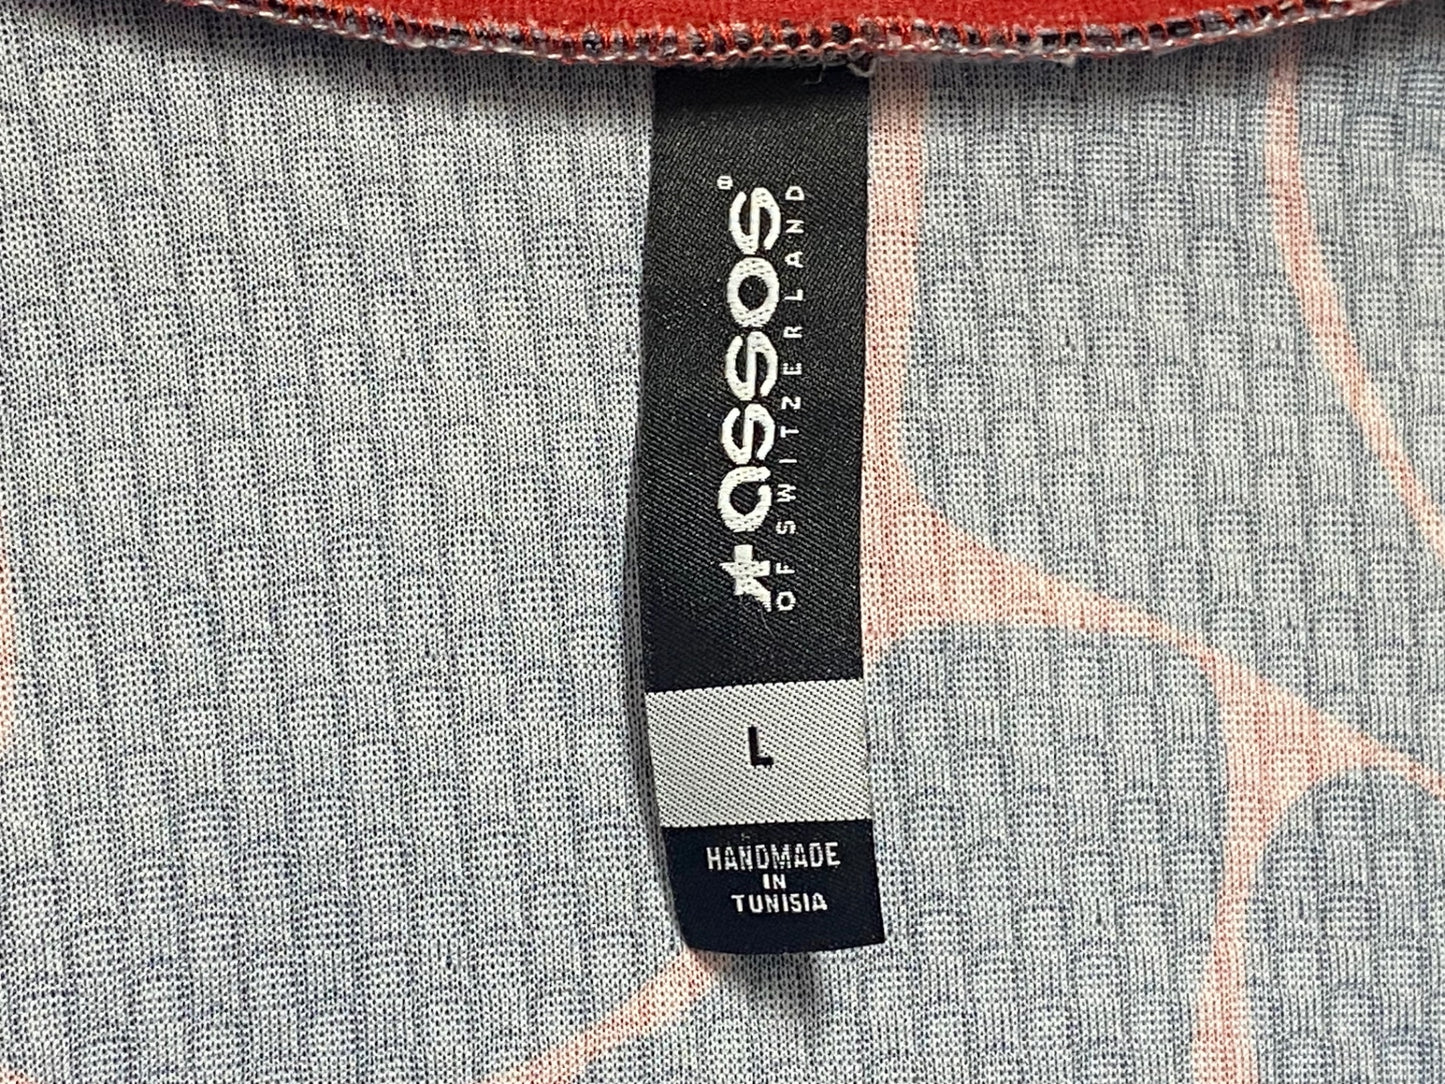 assos®
OF SWITZERLAND
L
HANDMADE
IN
TUNISIA